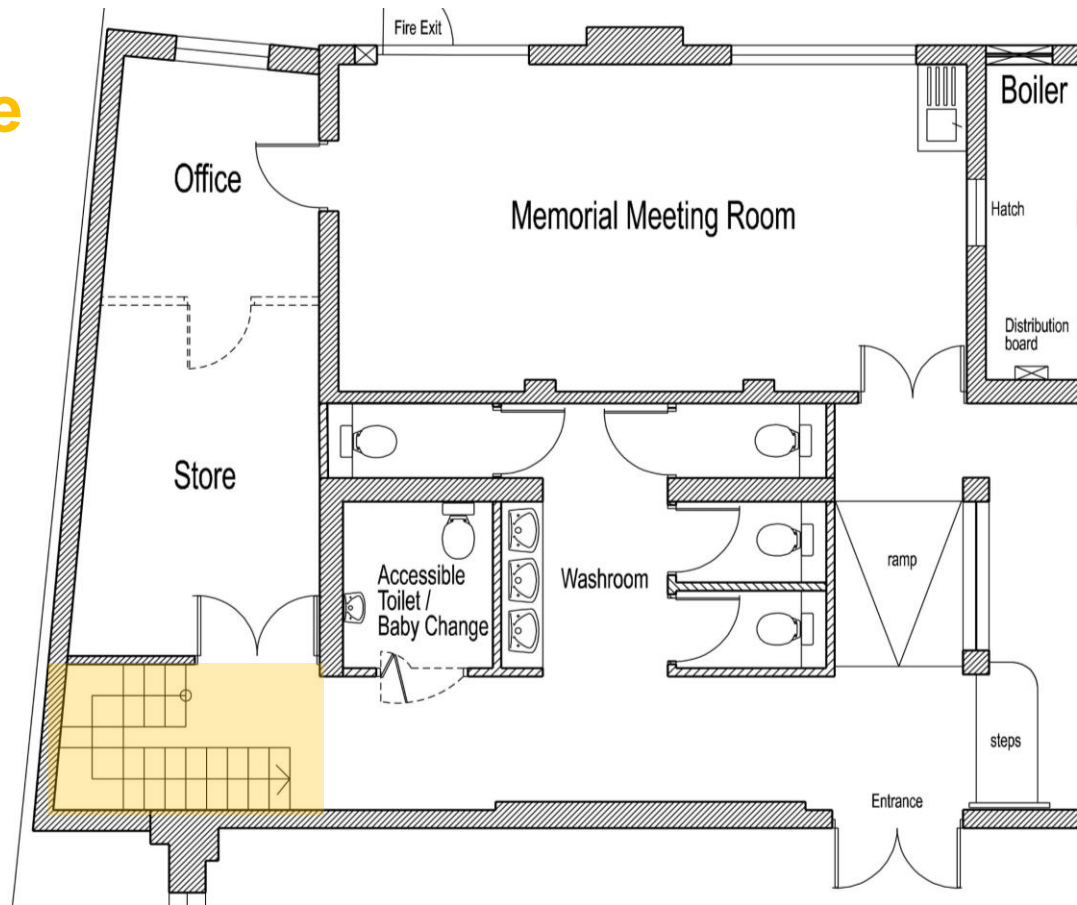 Fire Exit
e
Boiler
Office
Memorial Meeting Room
Hatch
Distribution
board
Store
Accessible
Toilet /
Baby Change
Washroom
ramp
steps
Entrance